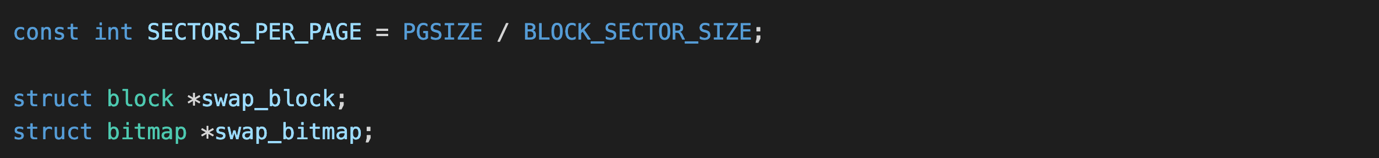 const int SECTORS_PER_PAGE = PGSIZE / BLOCK_SECTOR_SIZE;
struct block *swap_block;
struct bitmap *swap_bitmap;